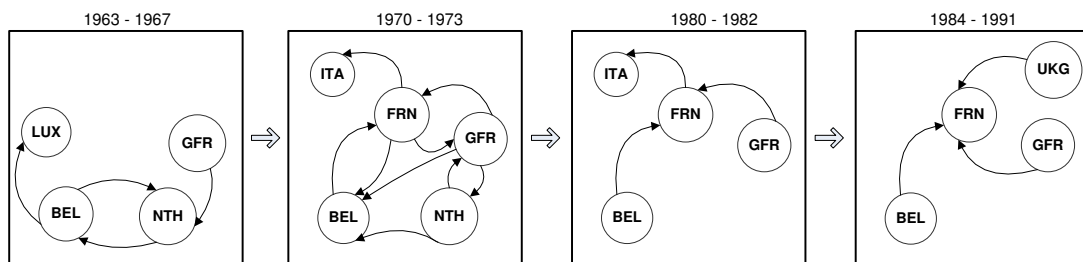 1963 - 1967
1970 - 1973
1980 - 1982
1984 - 1991
LUX
GFR
BEL
NTH
ITA
FRN
GFR
BEL
NTH
ITA
FRN
GFR
BEL
UKG
FRN
GFR
BEL